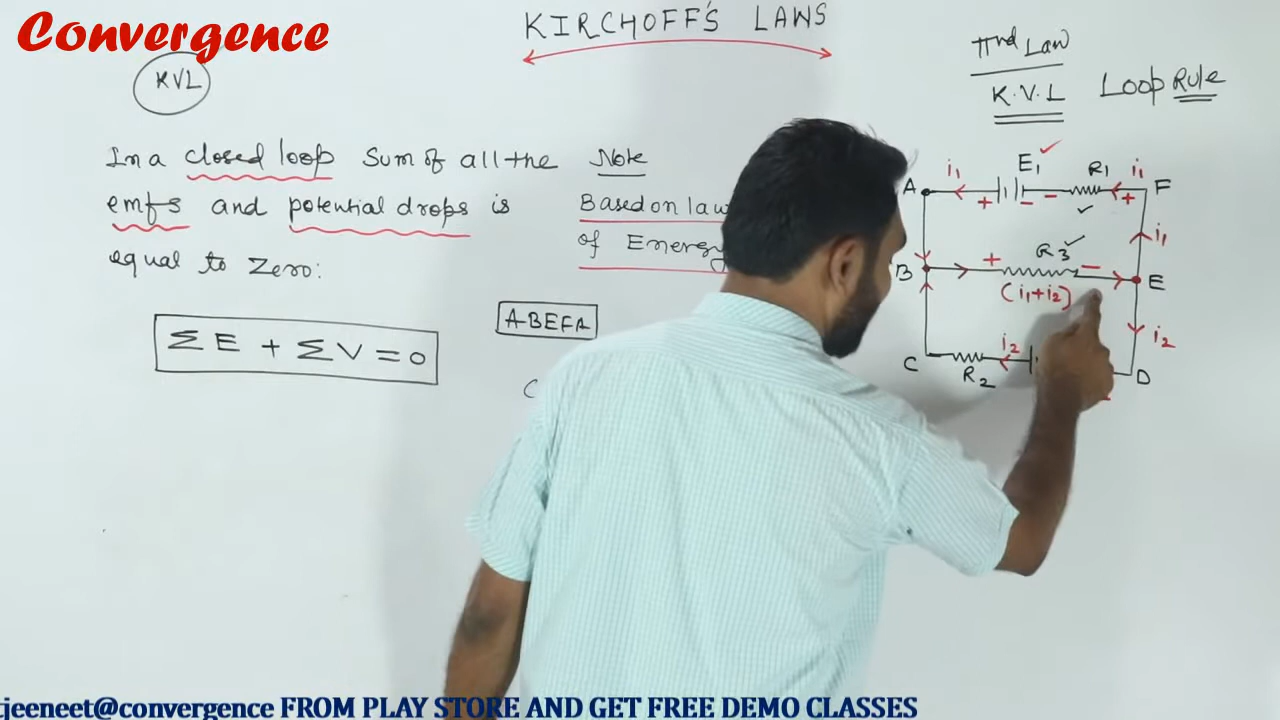 Convergence
KIRCHOFF'S LAWS
KVL
IInd Law
K.V.L
Loop Rule
In a closed loop sum of all the
emfs and potential drops is
equal to Zero:
Note
Based on law
of Energy
ΣE + ΣV = 0
ABEFA
A i1 E1 R1 i1 F
+ - - +
i1
B + R3 - E
(i1+i2)
i2
C R2 i2 D
tjeeneet@convergence FROM PLAY STORE AND GET FREE DEMO CLASSES